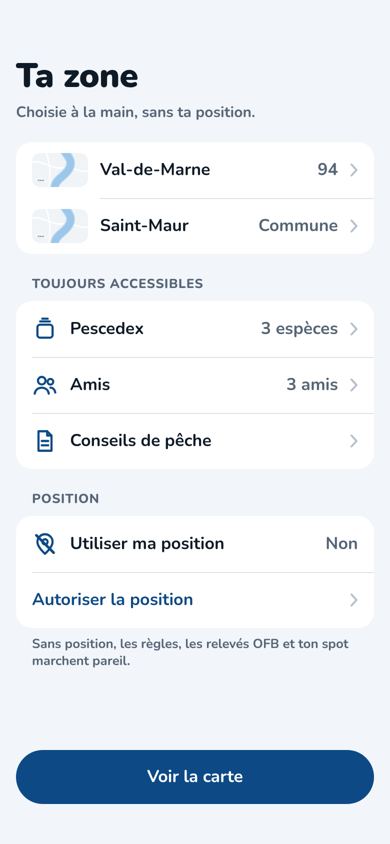 Ta zone
Choisie à la main, sans ta position.
Val-de-Marne 94
Saint-Maur Commune
TOUJOURS ACCESSIBLES
Pescedex 3 espèces
Amis 3 amis
Conseils de pêche
POSITION
Utiliser ma position Non
Autoriser la position
Sans position, les règles, les relevés OFB et ton spot
marchent pareil.
Voir la carte